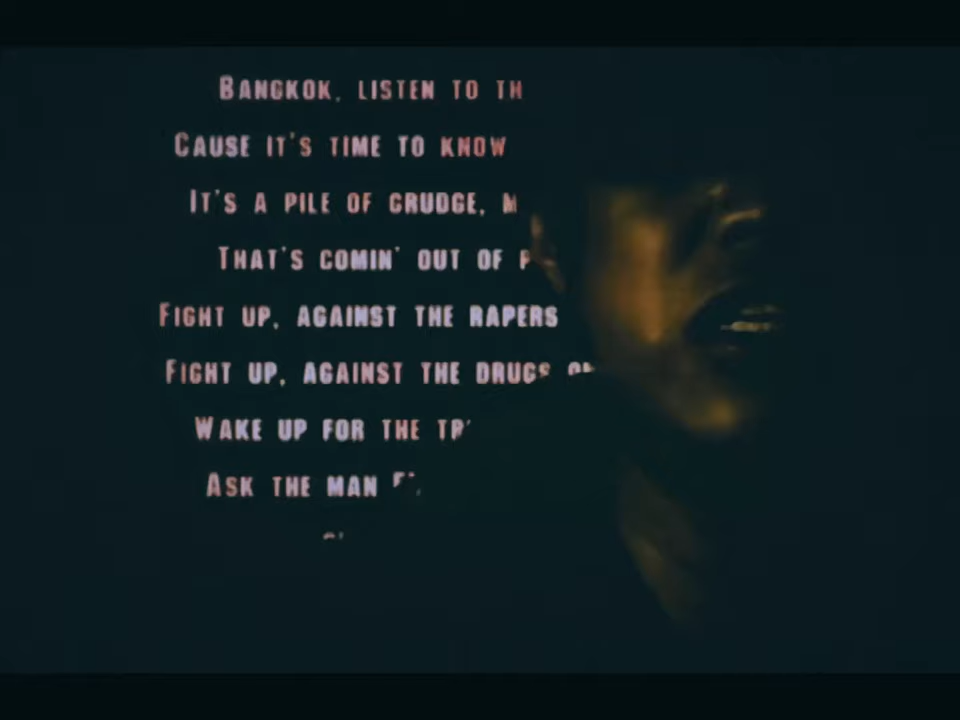 BANGKOK, LISTEN TO
CAUSE IT'S TIME TO KNOW
IT'S A PILE OF GRUDGE,
THAT'S COMIN' OUT OF
FIGHT UP, AGAINST THE RAPERS
FIGHT UP, AGAINST THE DRUGS
WAKE UP FOR THE
ASK THE MAN